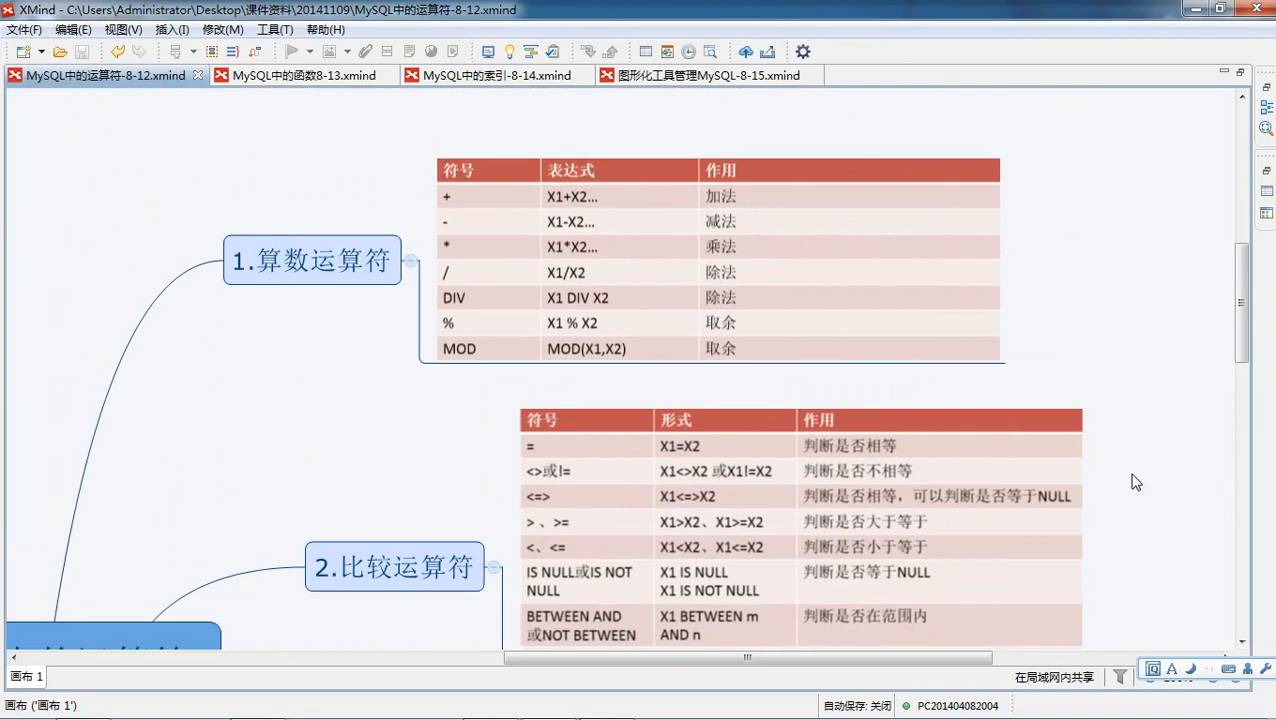 XMind - C:\Users\Administrator\Desktop\课件资料\20141109\MySQL中的运算符-8-12.xmind
文件(F) 编辑(E) 视图(V) 插入(I) 修改(M) 工具(T) 帮助(H)
MySQL中的运算符-8-12.xmind MySQL中的函数8-13.xmind MySQL中的索引-8-14.xmind 图形化工具管理MySQL-8-15.xmind
1.算数运算符
符号 表达式 作用
+ X1+X2... 加法
- X1-X2... 减法
* X1*X2... 乘法
/ X1/X2 除法
DIV X1 DIV X2 除法
% X1 % X2 取余
MOD MOD(X1,X2) 取余
2.比较运算符
符号 形式 作用
= X1=X2 判断是否相等
<>或!= X1<>X2 或X1!=X2 判断是否不相等
<=> X1<=>X2 判断是否相等，可以判断是否等于NULL
> 、>= X1>X2、X1>=X2 判断是否大于等于
<、<= X1<X2、X1<=X2 判断是否小于等于
IS NULL或IS NOT X1 IS NULL 判断是否等于NULL
NULL X1 IS NOT NULL
BETWEEN AND X1 BETWEEN m 判断是否在范围内
或NOT BETWEEN AND n
画布 1
在局域网内共享
画布 ('画布 1')
自动保存: 关闭
PC201404082004